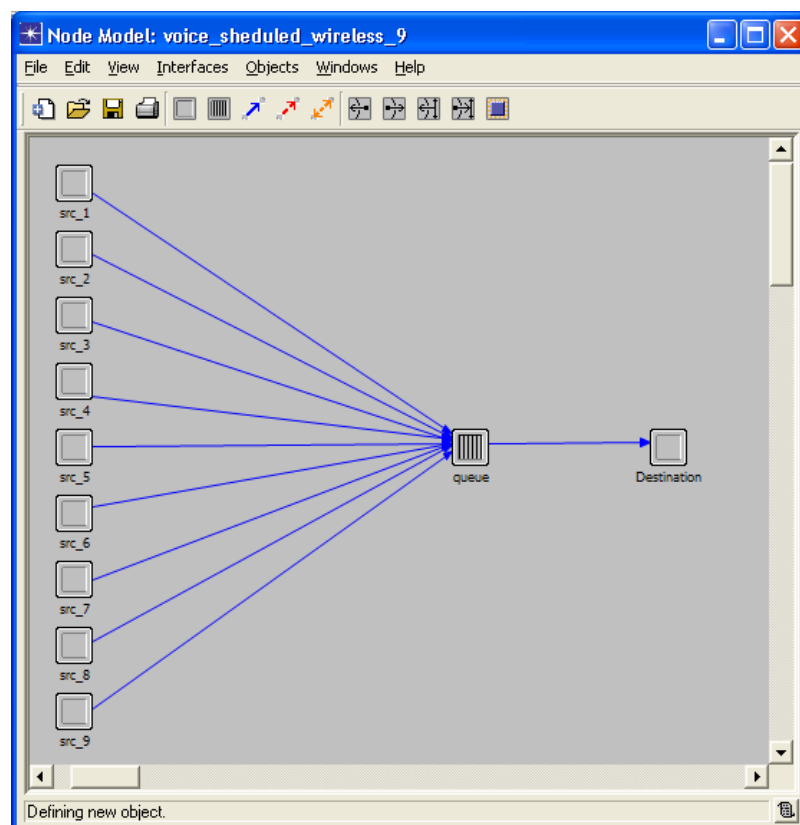 Node Model: voice_sheduled_wireless_9
File Edit View Interfaces Objects Windows Help
src_1
src_2
src_3
src_4
src_5
src_6
src_7
src_8
src_9
queue
Destination
Defining new object.